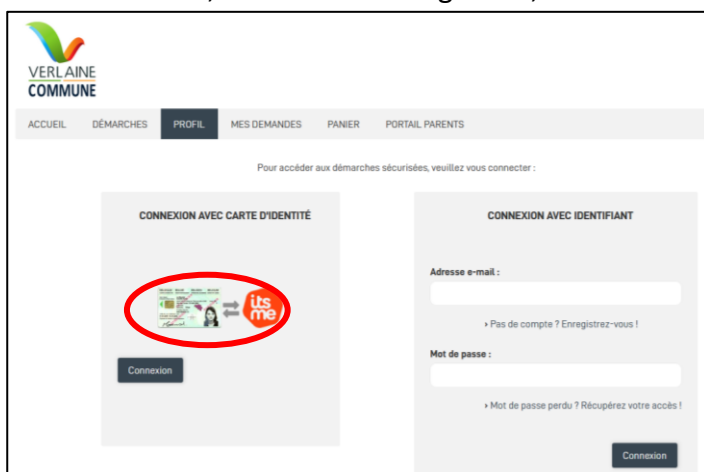 VERLAINE
COMMUNE
ACCUEIL DÉMARCHES PROFIL MES DEMANDES PANIER PORTAIL PARENTS
Pour accéder aux démarches sécurisées, veuillez vous connecter :
CONNEXION AVEC CARTE D'IDENTITÉ
its
me
Connexion
CONNEXION AVEC IDENTIFIANT
Adresse e-mail :
› Pas de compte ? Enregistrez-vous !
Mot de passe :
› Mot de passe perdu ? Récupérez votre accès !
Connexion